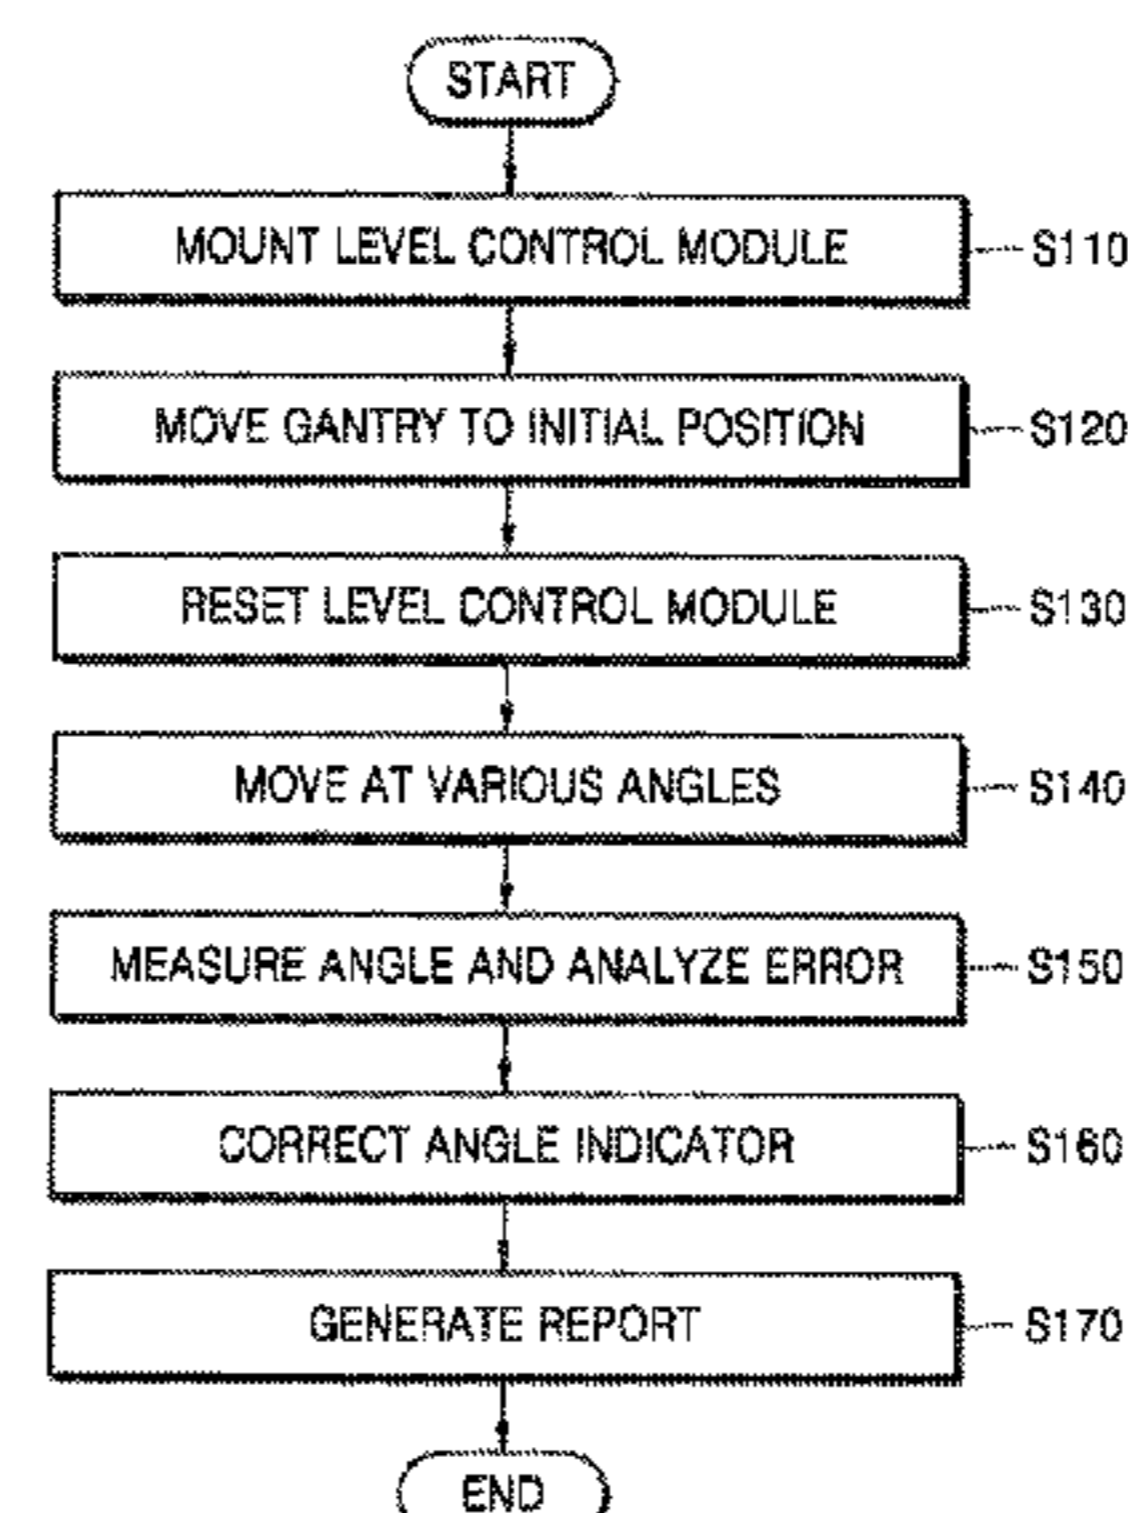 START
MOUNT LEVEL CONTROL MODULE
S110
MOVE GANTRY TO INITIAL POSITION
S120
RESET LEVEL CONTROL MODULE
S130
MOVE AT VARIOUS ANGLES
S140
MEASURE ANGLE AND ANALYZE ERROR
S150
CORRECT ANGLE INDICATOR
S160
GENERATE REPORT
S170
END